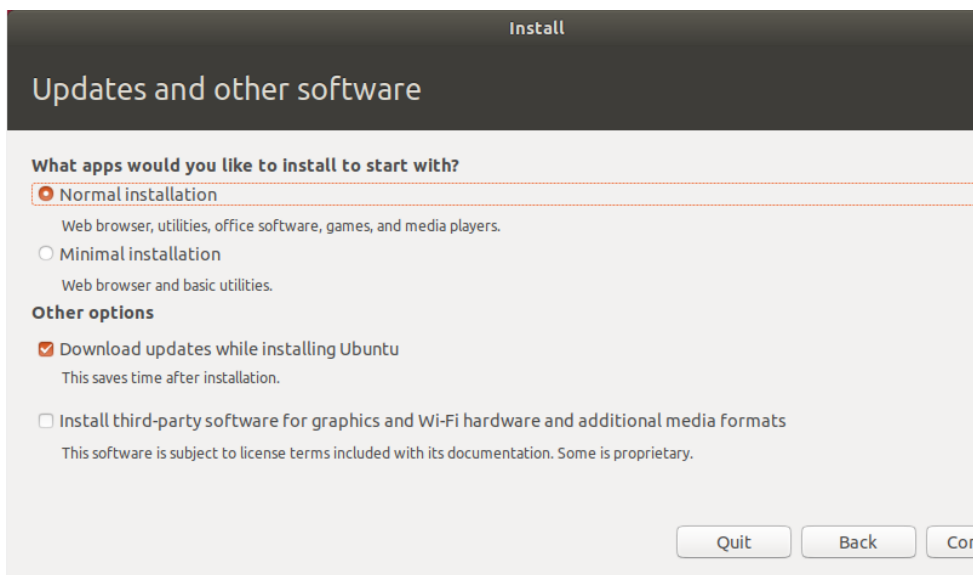 Install
Updates and other software
What apps would you like to install to start with?
Normal installation
Web browser, utilities, office software, games, and media players.
Minimal installation
Web browser and basic utilities.
Other options
Download updates while installing Ubuntu
This saves time after installation.
Install third-party software for graphics and Wi-Fi hardware and additional media formats
This software is subject to license terms included with its documentation. Some is proprietary.
Quit Back